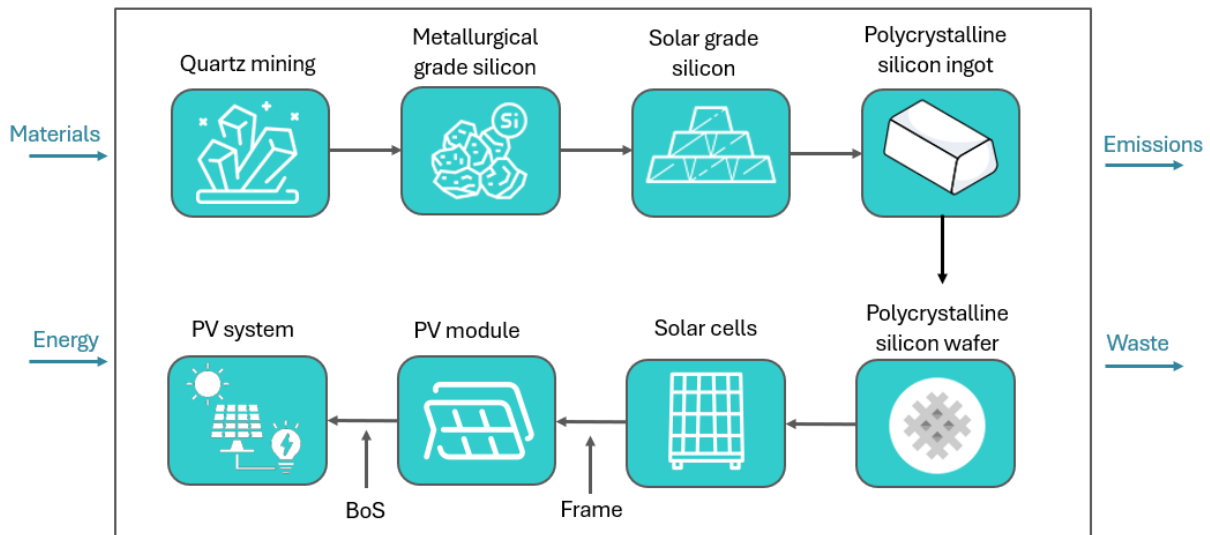 Quartz mining
Metallurgical
grade silicon
Solar grade
silicon
Polycrystalline
silicon ingot
Si
Materials
Emissions
Energy
PV system
PV module
Solar cells
Polycrystalline
silicon wafer
Waste
BoS
Frame